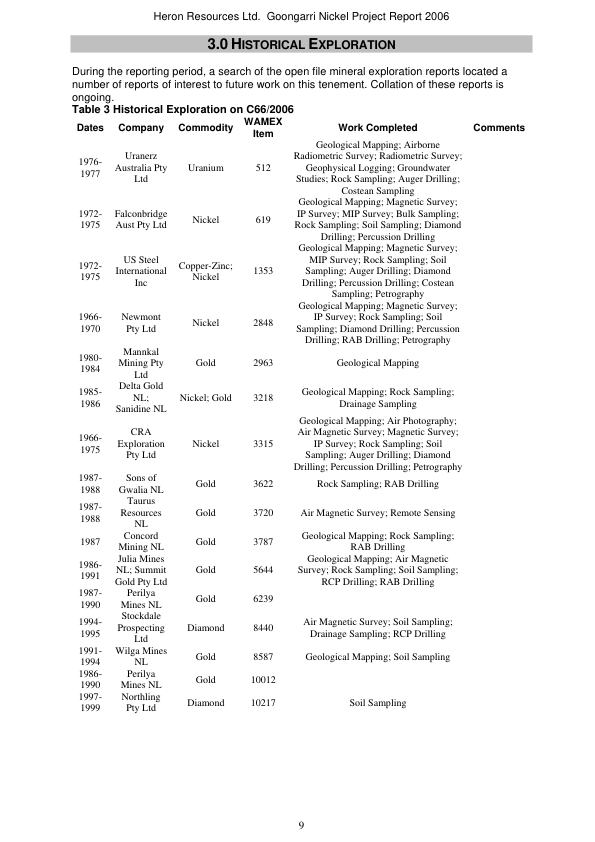 Heron Resources Ltd.  Goongarri Nickel Project Report 2006
3.0 HISTORICAL EXPLORATION
During the reporting period, a search of the open file mineral exploration reports located a
number of reports of interest to future work on this tenement. Collation of these reports is
ongoing.
Table 3 Historical Exploration on C66/2006
Dates Company Commodity WAMEX Item Work Completed Comments
1976-1977 Uranerz Australia Pty Ltd Uranium 512 Geological Mapping; Airborne Radiometric Survey; Radiometric Survey; Geophysical Logging; Groundwater Studies; Rock Sampling; Auger Drilling; Costean Sampling
1972-1975 Falconbridge Aust Pty Ltd Nickel 619 Geological Mapping; Magnetic Survey; IP Survey; MIP Survey; Bulk Sampling; Rock Sampling; Soil Sampling; Diamond Drilling; Percussion Drilling
1972-1975 US Steel International Inc Copper-Zinc; Nickel 1353 Geological Mapping; Magnetic Survey; MIP Survey; Rock Sampling; Soil Sampling; Auger Drilling; Diamond Drilling; Percussion Drilling; Costean Sampling; Petrography
1966-1970 Newmont Pty Ltd Nickel 2848 Geological Mapping; Magnetic Survey; IP Survey; Rock Sampling; Soil Sampling; Diamond Drilling; Percussion Drilling; RAB Drilling; Petrography
1980-1984 Mannkal Mining Pty Ltd Gold 2963 Geological Mapping
1985-1986 Delta Gold NL; Sanidine NL Nickel; Gold 3218 Geological Mapping; Rock Sampling; Drainage Sampling
1966-1975 CRA Exploration Pty Ltd Nickel 3315 Geological Mapping; Air Photography; Air Magnetic Survey; Magnetic Survey; IP Survey; Rock Sampling; Soil Sampling; Auger Drilling; Diamond Drilling; Percussion Drilling; Petrography
1987-1988 Sons of Gwalia NL Gold 3622 Rock Sampling; RAB Drilling
1987-1988 Taurus Resources NL Gold 3720 Air Magnetic Survey; Remote Sensing
1987 Concord Mining NL Gold 3787 Geological Mapping; Rock Sampling; RAB Drilling
1986-1991 Julia Mines NL; Summit Gold Pty Ltd Gold 5644 Geological Mapping; Air Magnetic Survey; Rock Sampling; Soil Sampling; RCP Drilling; RAB Drilling
1987-1990 Perilya Mines NL Gold 6239
1994-1995 Stockdale Prospecting Ltd Diamond 8440 Air Magnetic Survey; Soil Sampling; Drainage Sampling; RCP Drilling
1991-1994 Wilga Mines NL Gold 8587 Geological Mapping; Soil Sampling
1986-1990 Perilya Mines NL Gold 10012
1997-1999 Northling Pty Ltd Diamond 10217 Soil Sampling
9